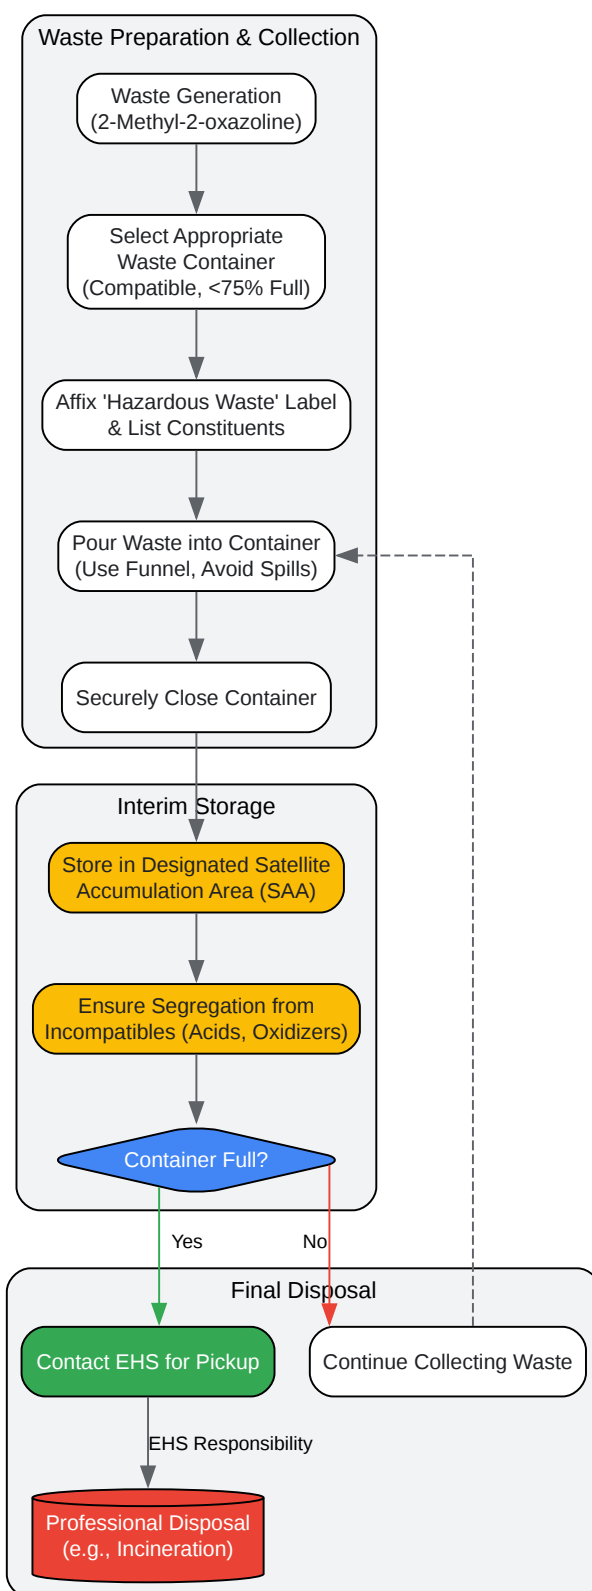 Waste Preparation & Collection
Waste Generation
(2-Methyl-2-oxazoline)
Select Appropriate
Waste Container
(Compatible, <75% Full)
Affix 'Hazardous Waste' Label
& List Constituents
Pour Waste into Container
(Use Funnel, Avoid Spills)
Securely Close Container
Interim Storage
Store in Designated Satellite
Accumulation Area (SAA)
Ensure Segregation from
Incompatibles (Acids, Oxidizers)
Container Full?
Yes
No
Final Disposal
Contact EHS for Pickup
Continue Collecting Waste
EHS Responsibility
Professional Disposal
(e.g., Incineration)